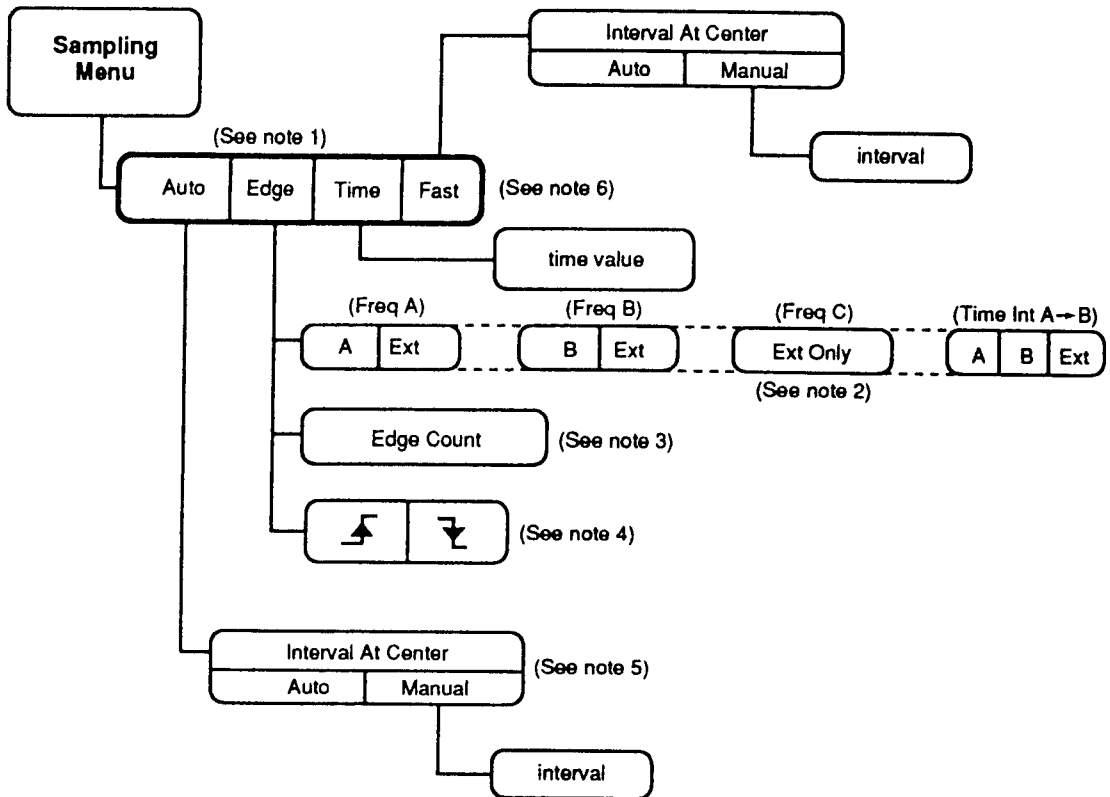 Sampling
Menu
Interval At Center
Auto Manual
interval
(See note 1)
Auto Edge Time Fast
(See note 6)
time value
(Freq A) (Freq B) (Freq C) (Time Int A→B)
A Ext B Ext Ext Only A B Ext
(See note 2)
Edge Count (See note 3)
(See note 4)
Interval At Center
Auto Manual
(See note 5)
interval